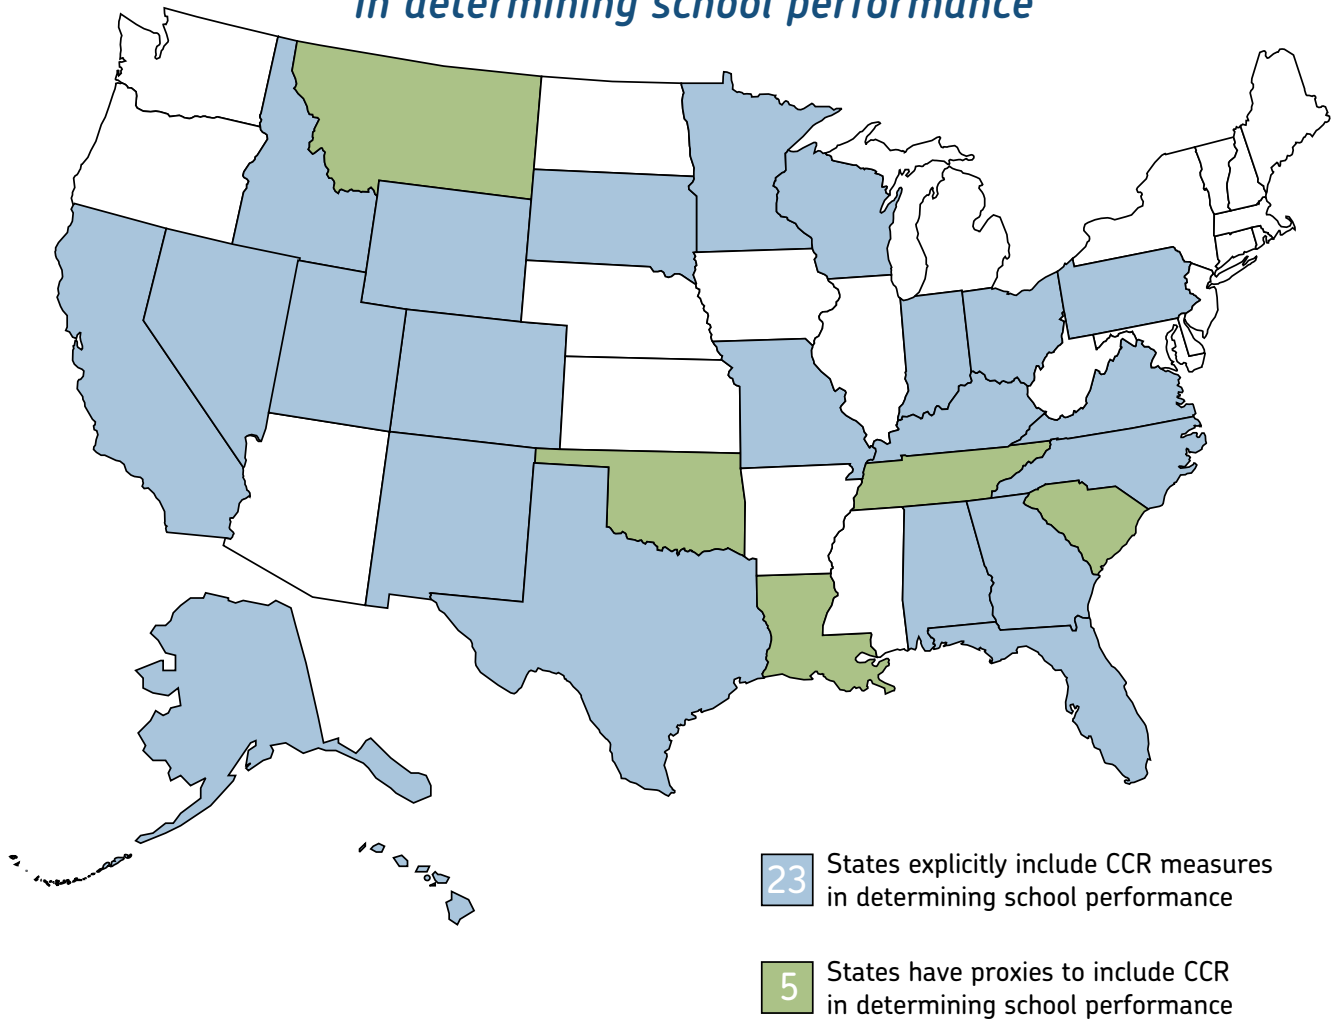 in determining school performance
23
States explicitly include CCR measures
in determining school performance
5
States have proxies to include CCR
in determining school performance